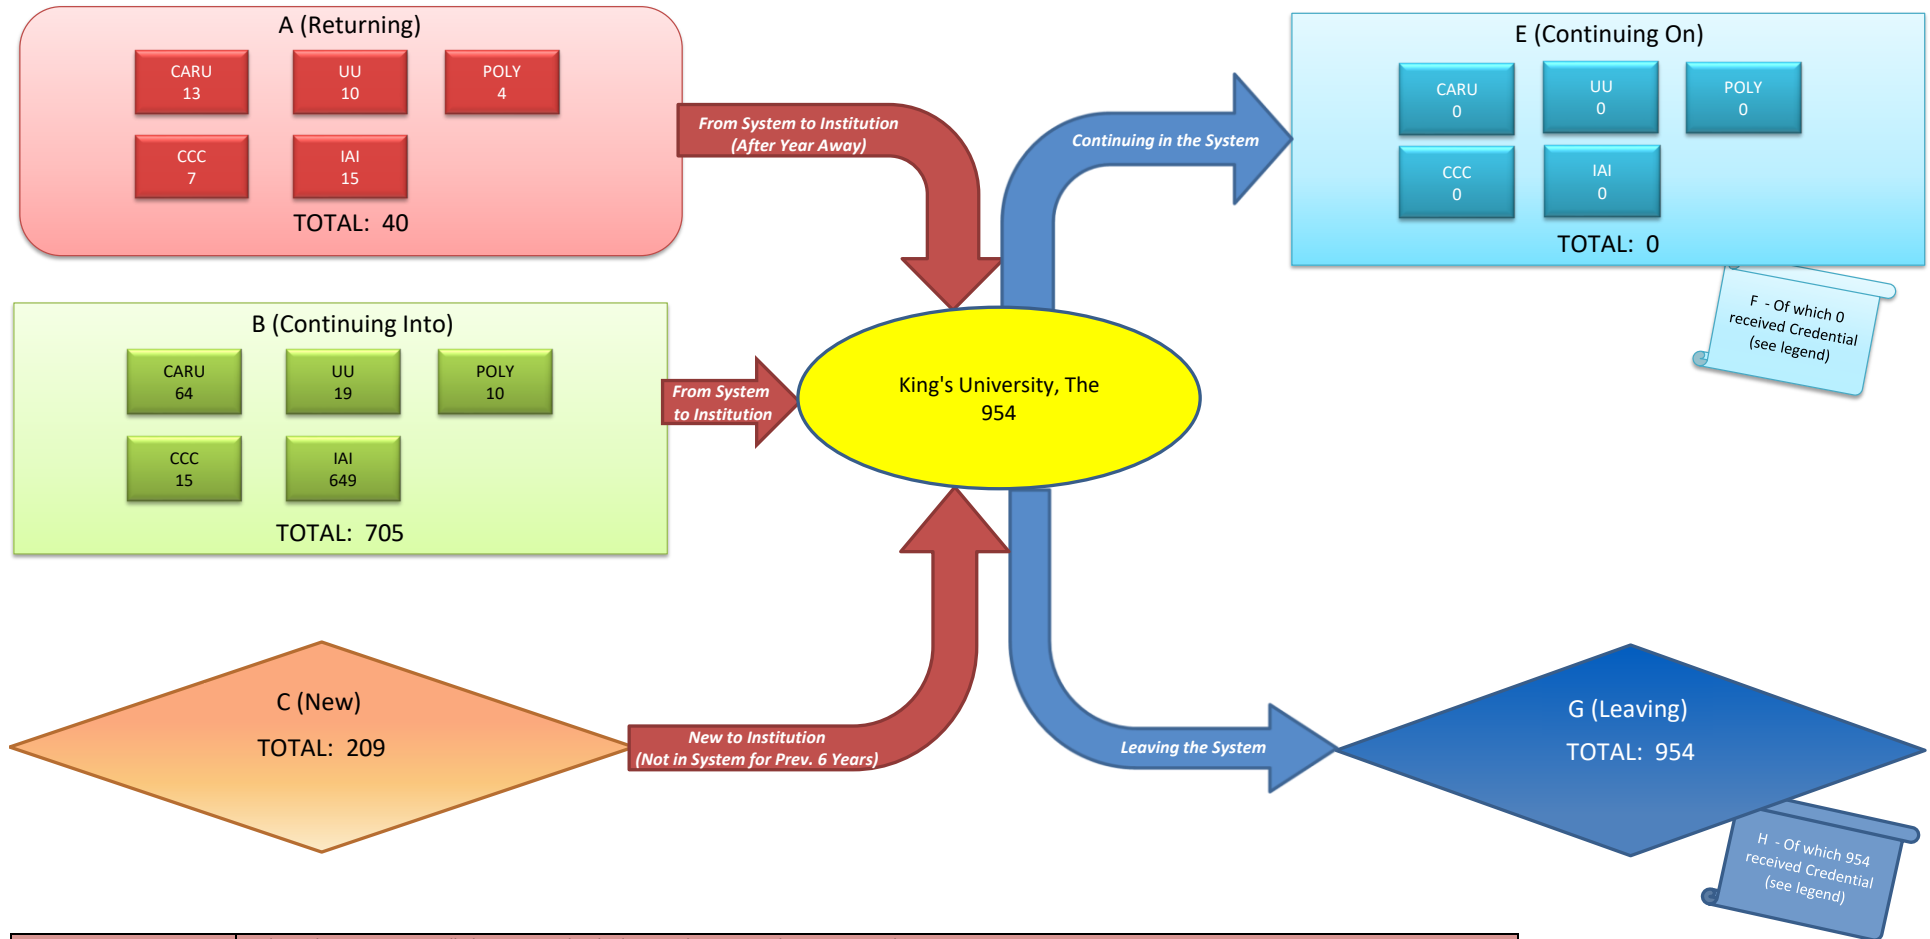 A (Returning)
CARU
13
UU
10
POLY
4
CCC
7
IAI
15
TOTAL: 40
From System to Institution
(After Year Away)
Continuing in the System
E (Continuing On)
CARU
0
UU
0
POLY
0
CCC
0
IAI
0
TOTAL: 0
F - Of which 0
received Credential
(see legend)
B (Continuing Into)
CARU
64
UU
19
POLY
10
CCC
15
IAI
649
TOTAL: 705
From System
to Institution
King's University, The
954
C (New)
TOTAL: 209
New to Institution
(Not in System for Prev. 6 Years)
Leaving the System
G (Leaving)
TOTAL: 954
H - Of which 954
received Credential
(see legend)